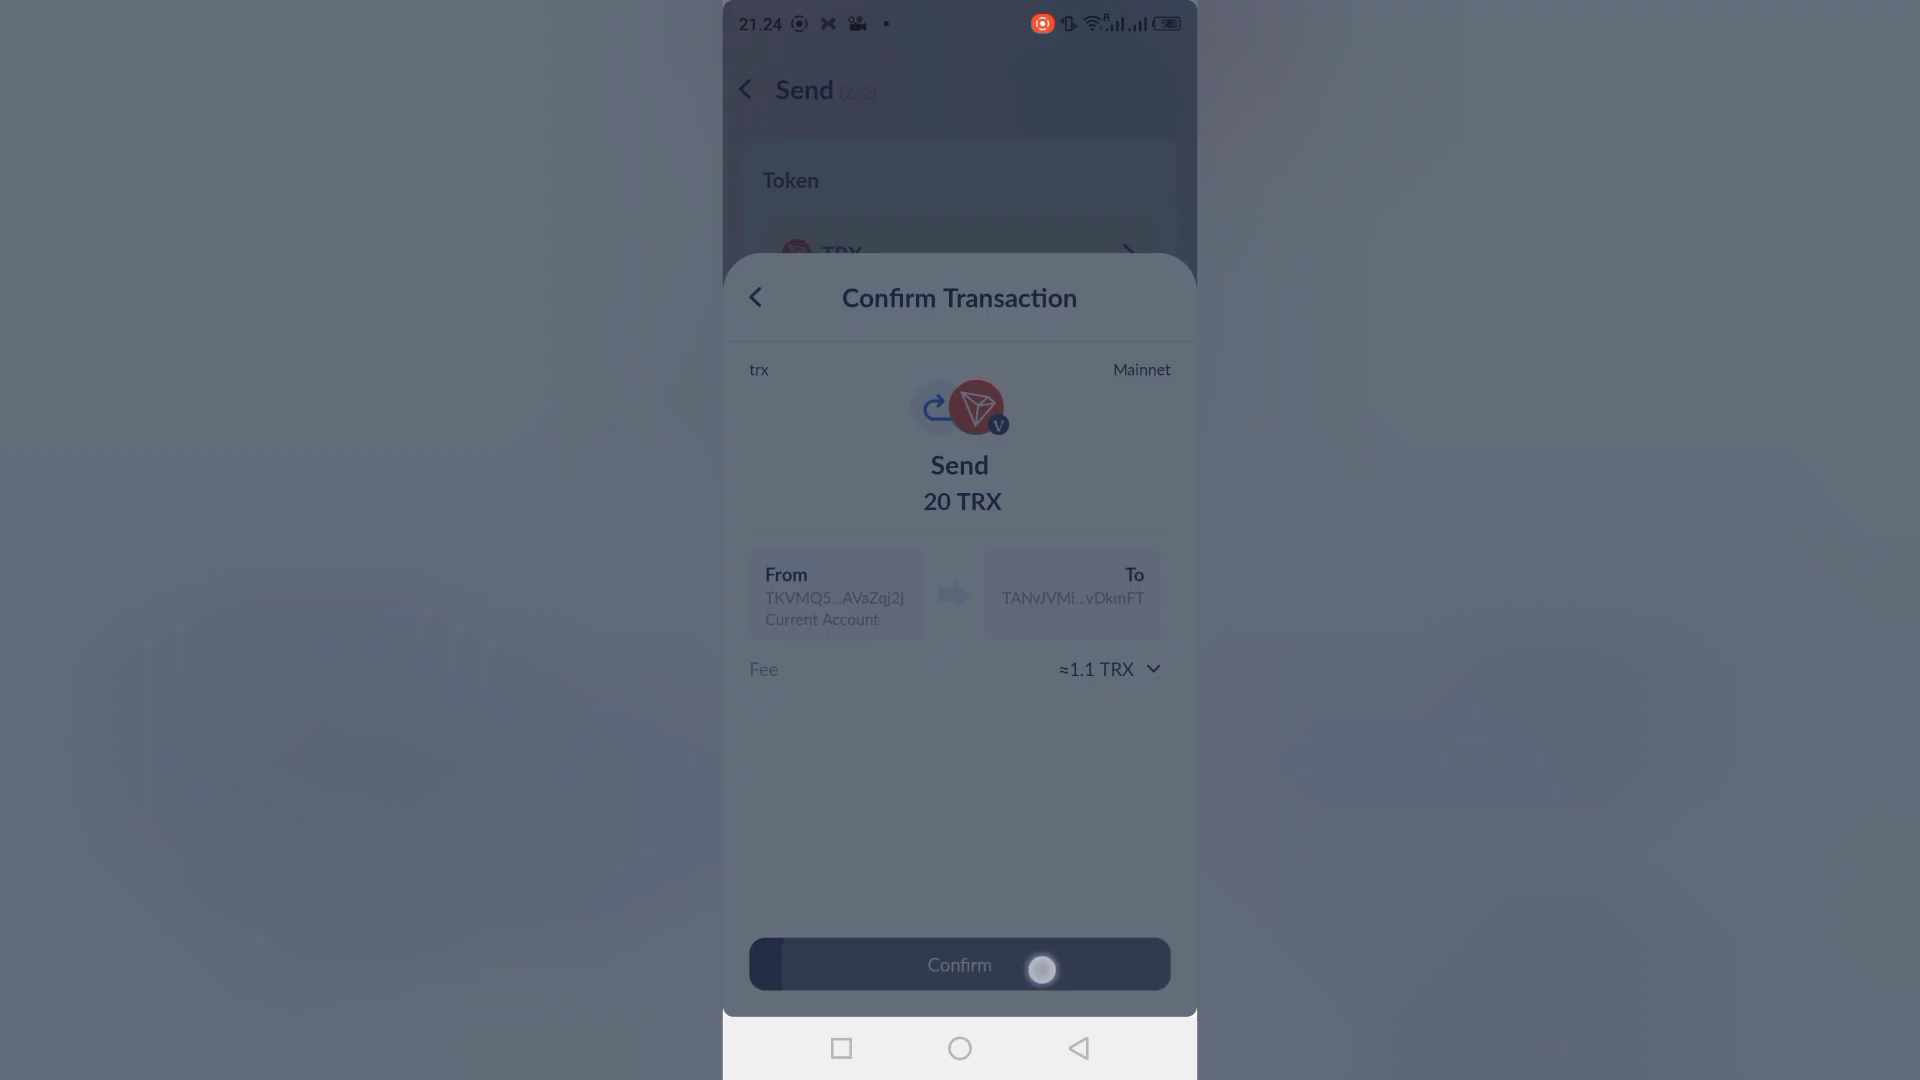 21.24
Send (2/2)
Token
TRX
Confirm Transaction
trx
Mainnet
V
Send
20 TRX
From
To
TKVMQ5...AVaZqj2j
TANvJVMi...vDkmFT
Current Account
Fee
≈1.1 TRX
Confirm